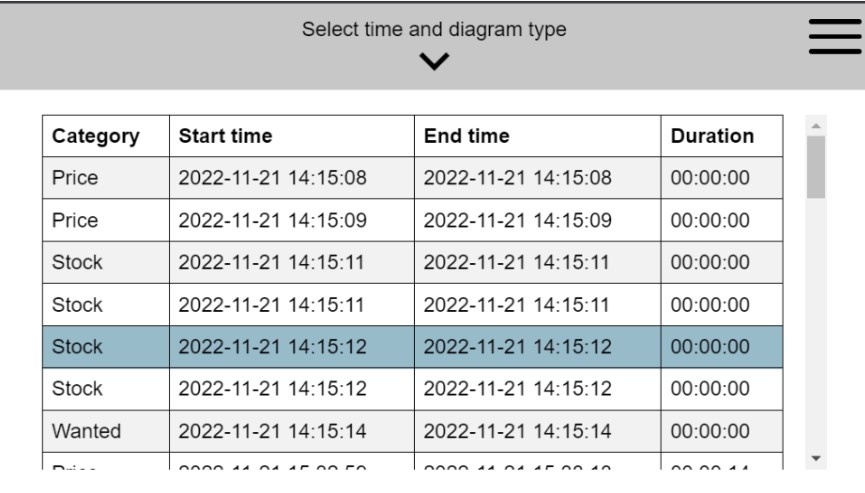 Select time and diagram type
Category Start time End time Duration
Price 2022-11-21 14:15:08 2022-11-21 14:15:08 00:00:00
Price 2022-11-21 14:15:09 2022-11-21 14:15:09 00:00:00
Stock 2022-11-21 14:15:11 2022-11-21 14:15:11 00:00:00
Stock 2022-11-21 14:15:11 2022-11-21 14:15:11 00:00:00
Stock 2022-11-21 14:15:12 2022-11-21 14:15:12 00:00:00
Stock 2022-11-21 14:15:12 2022-11-21 14:15:12 00:00:00
Wanted 2022-11-21 14:15:14 2022-11-21 14:15:14 00:00:00